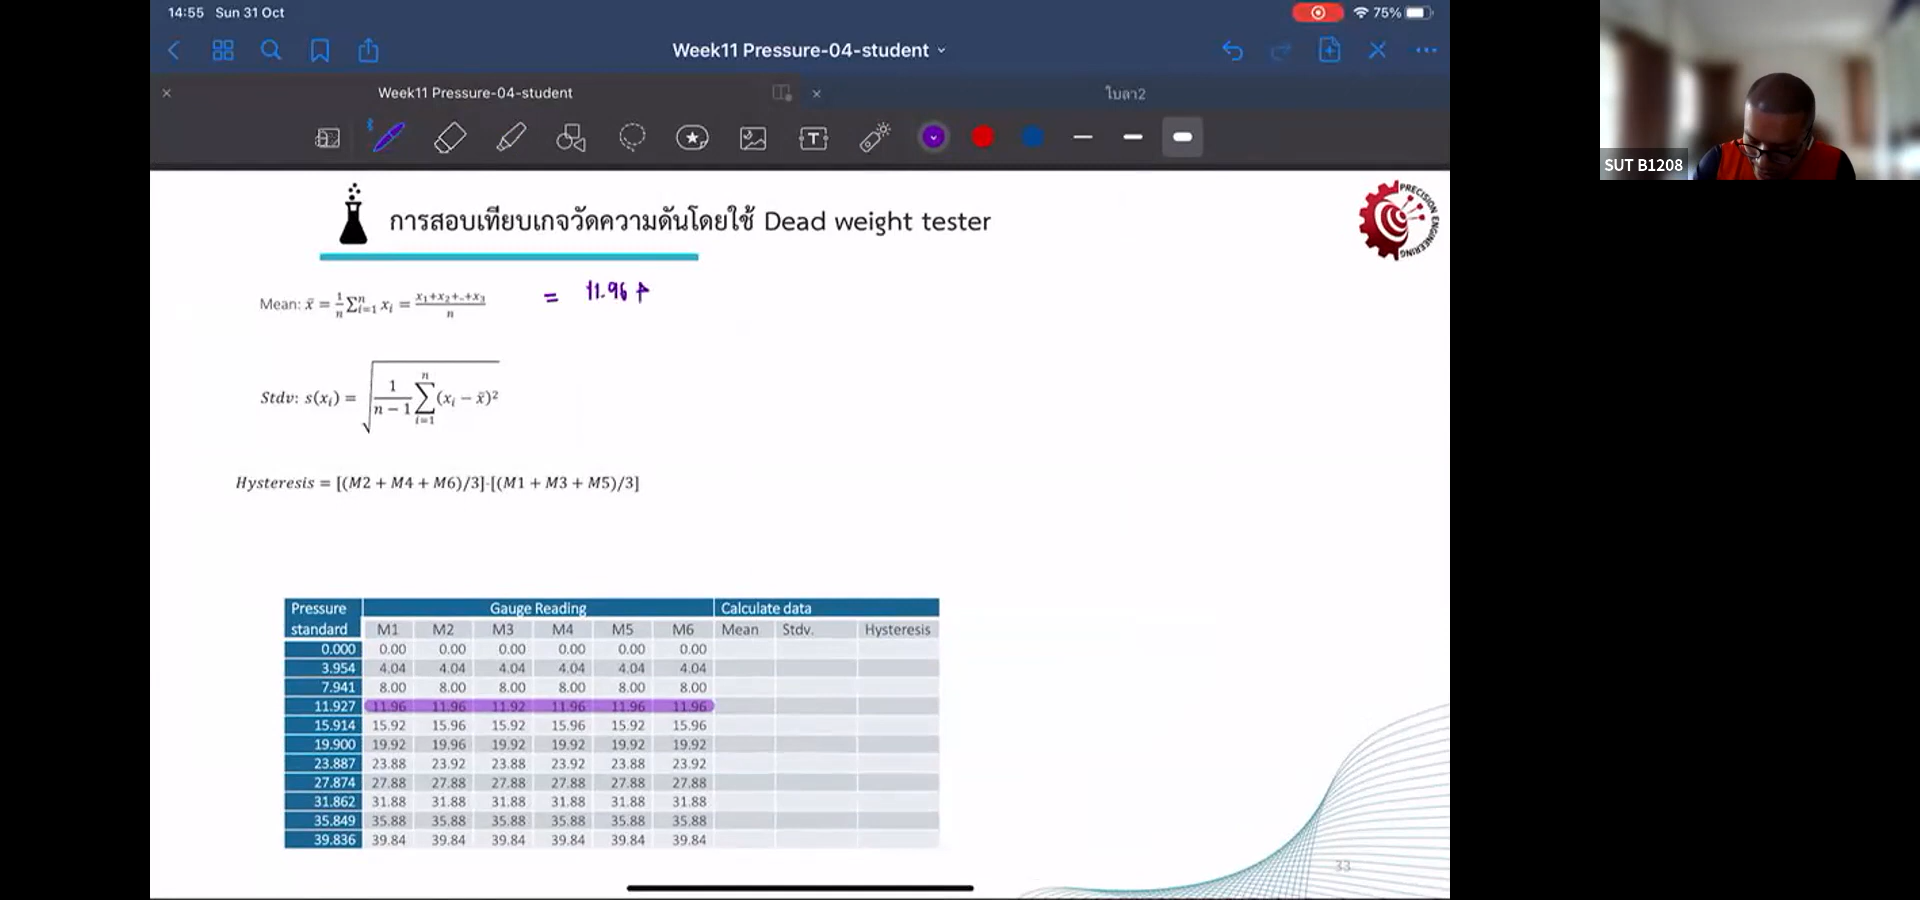 14:55 Sun 31 Oct
75%
Week11 Pressure-04-student
Week11 Pressure-04-student
ใบลา2
T
SUT B1208
การสอบเทียบเกจวัดความดันโดยใช้ Dead weight tester
PRECISION ENGINEERING
Mean: x̄ = 1/n ∑ⁿᵢ₌₁ xᵢ = x₁+x₂+..+x₃/n = 11.96 +
Stdv: s(xᵢ) = √(1/(n − 1) ∑ⁿᵢ₌₁ (xᵢ − x̄)²)
Hysteresis = [(M2 + M4 + M6)/3]-[(M1 + M3 + M5)/3]
Pressure Gauge Reading Calculate data
standard M1 M2 M3 M4 M5 M6 Mean Stdv. Hysteresis
0.000 0.00 0.00 0.00 0.00 0.00 0.00
3.954 4.04 4.04 4.04 4.04 4.04 4.04
7.941 8.00 8.00 8.00 8.00 8.00 8.00
11.927 11.96 11.96 11.92 11.96 11.96 11.96
15.914 15.92 15.96 15.92 15.96 15.92 15.96
19.900 19.92 19.96 19.92 19.92 19.92 19.92
23.887 23.88 23.92 23.88 23.92 23.88 23.92
27.874 27.88 27.88 27.88 27.88 27.88 27.88
31.862 31.88 31.88 31.88 31.88 31.88 31.88
35.849 35.88 35.88 35.88 35.88 35.88 35.88
39.836 39.84 39.84 39.84 39.84 39.84 39.84
33